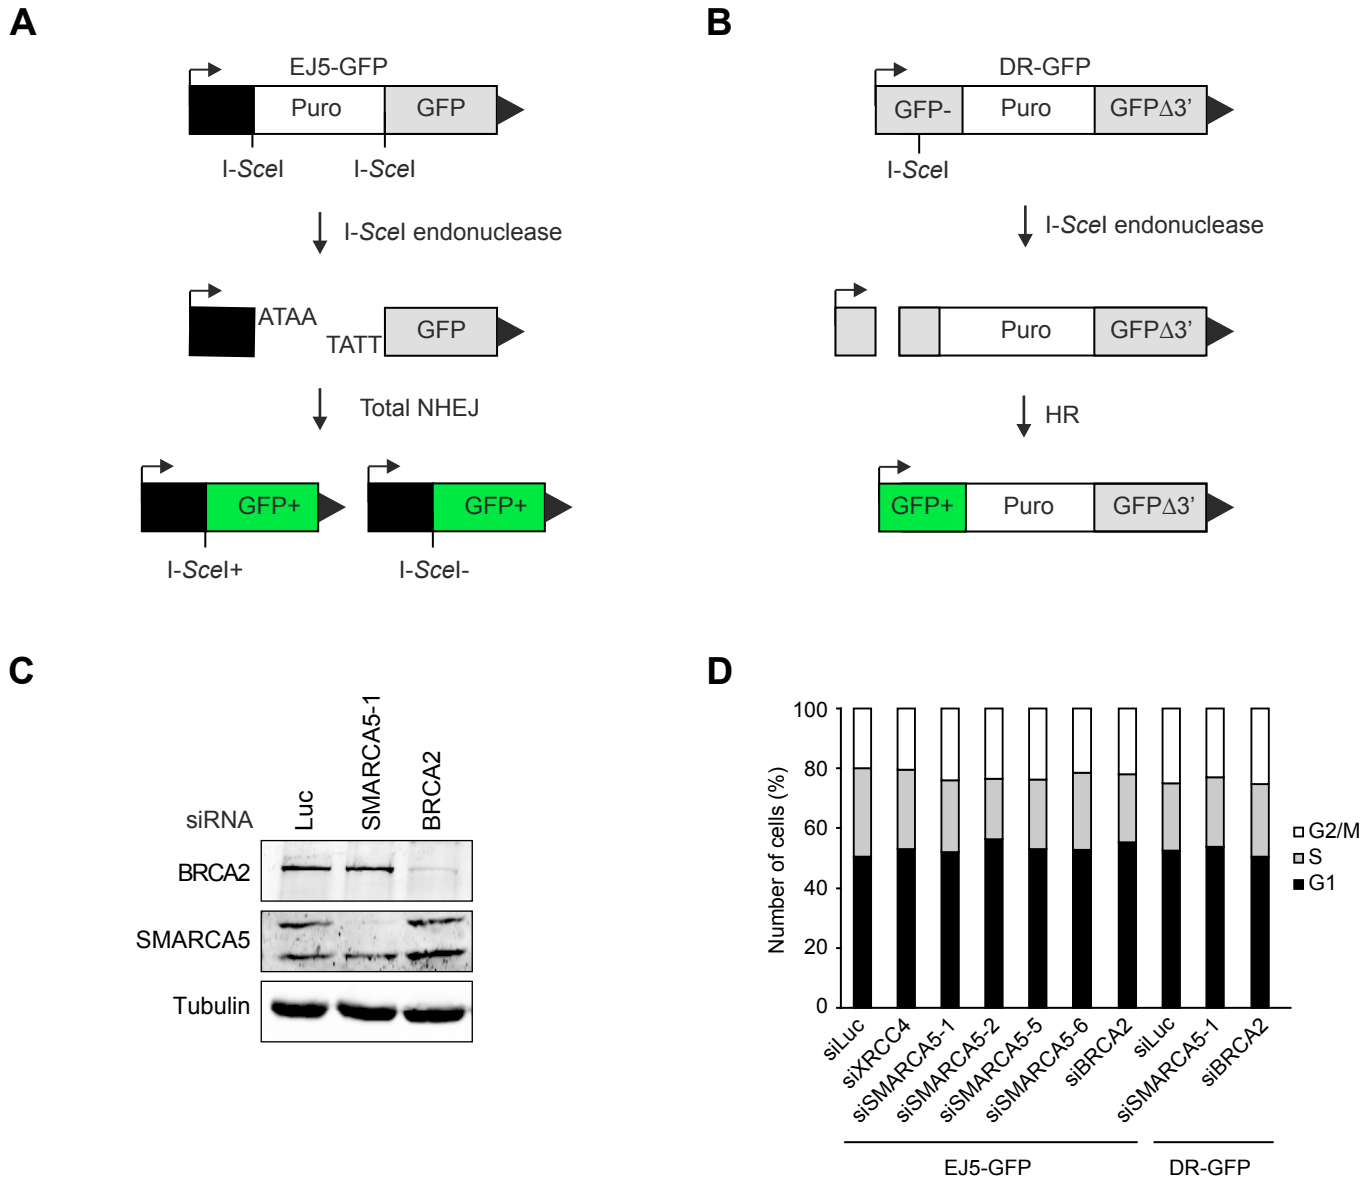 A
EJ5-GFP
Puro
GFP
I-SceI
I-SceI
I-SceI endonuclease
ATAA
TATT
GFP
Total NHEJ
GFP+
GFP+
I-SceI+
I-SceI-
B
DR-GFP
GFP-
Puro
GFPΔ3’
I-SceI
I-SceI endonuclease
Puro
GFPΔ3’
HR
GFP+
Puro
GFPΔ3’
C
siRNA
Luc
SMARCA5-1
BRCA2
BRCA2
SMARCA5
Tubulin
D
Number of cells (%)
100
80
60
40
20
0
G2/M
S
G1
siLuc
siXRCC4
siSMARCA5-1
siSMARCA5-2
siSMARCA5-5
siSMARCA5-6
siBRCA2
siLuc
siSMARCA5-1
siBRCA2
EJ5-GFP
DR-GFP